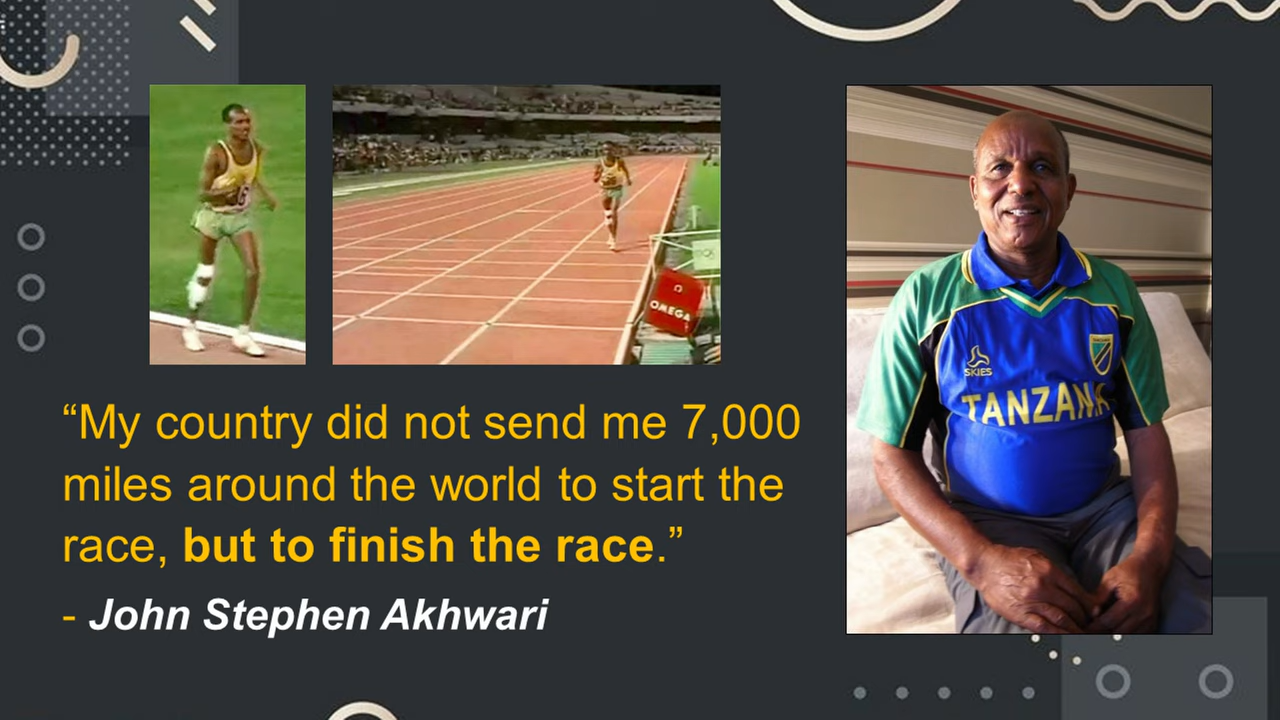 OMEGA
SKIES
“My country did not send me 7,000
miles around the world to start the
race, but to finish the race.”
- John Stephen Akhwari